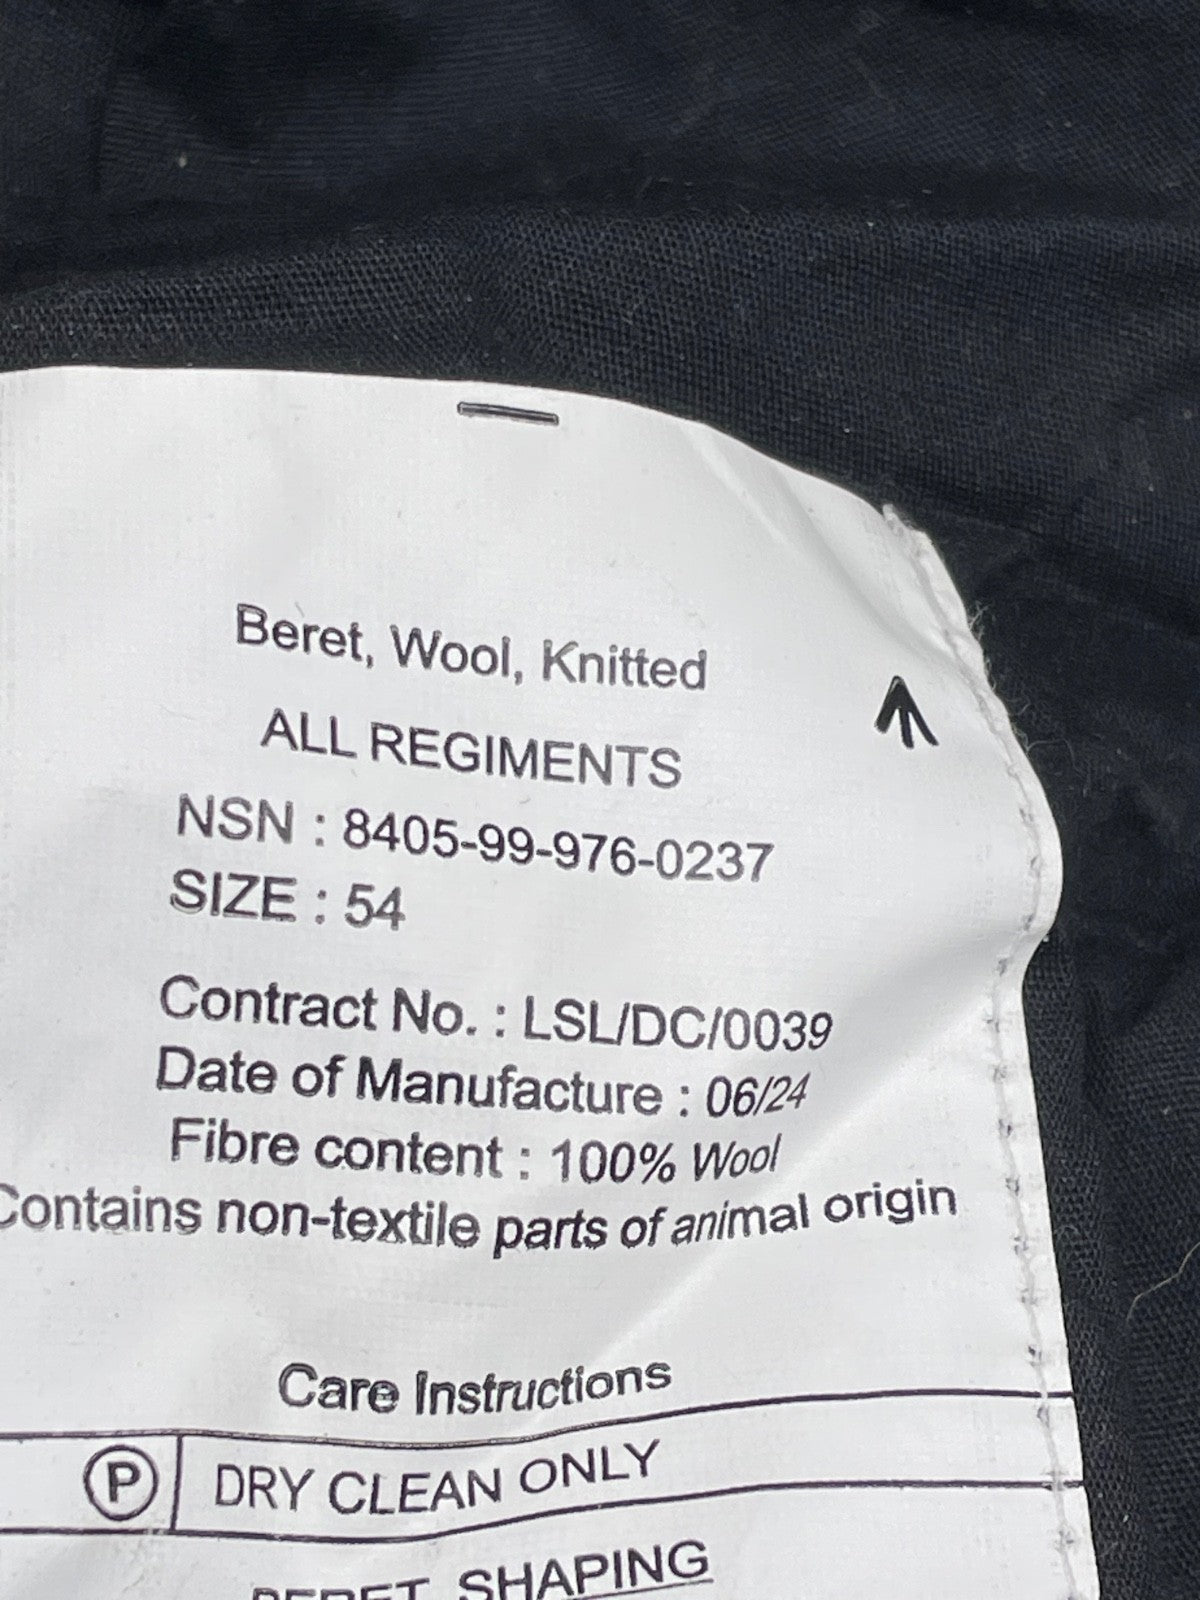 Beret, Wool, Knitted
ALL REGIMENTS
NSN : 8405-99-976-0237
SIZE : 54
Contract No. : LSL/DC/0039
Date of Manufacture : 06/24
Fibre content : 100% Wool
Contains non-textile parts of animal origin
Care Instructions
P DRY CLEAN ONLY
BERET SHAPING